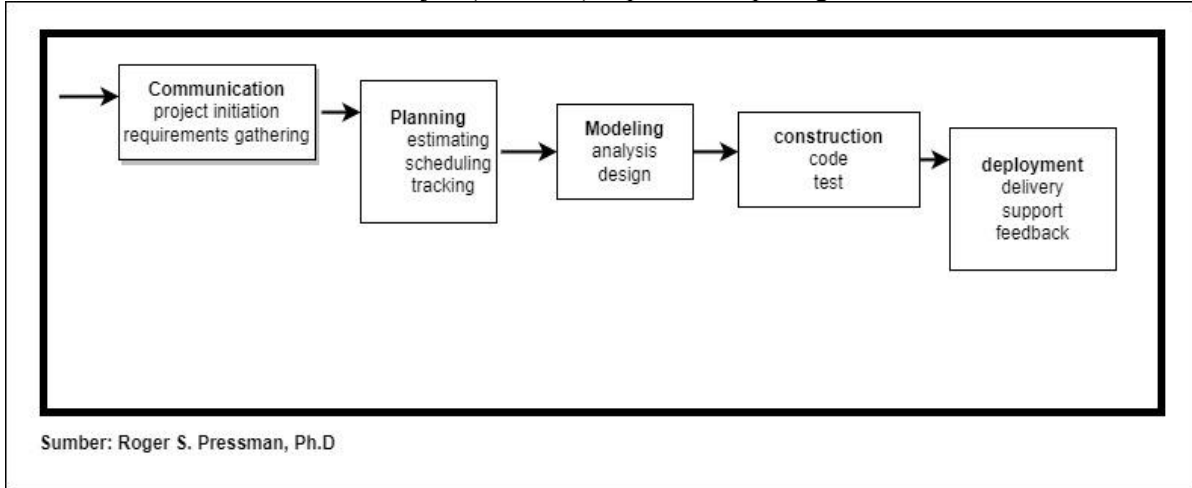 Communication
project initiation
requirements gathering
Planning
estimating
scheduling
tracking
Modeling
analysis
design
construction
code
test
deployment
delivery
support
feedback
Sumber: Roger S. Pressman, Ph.D